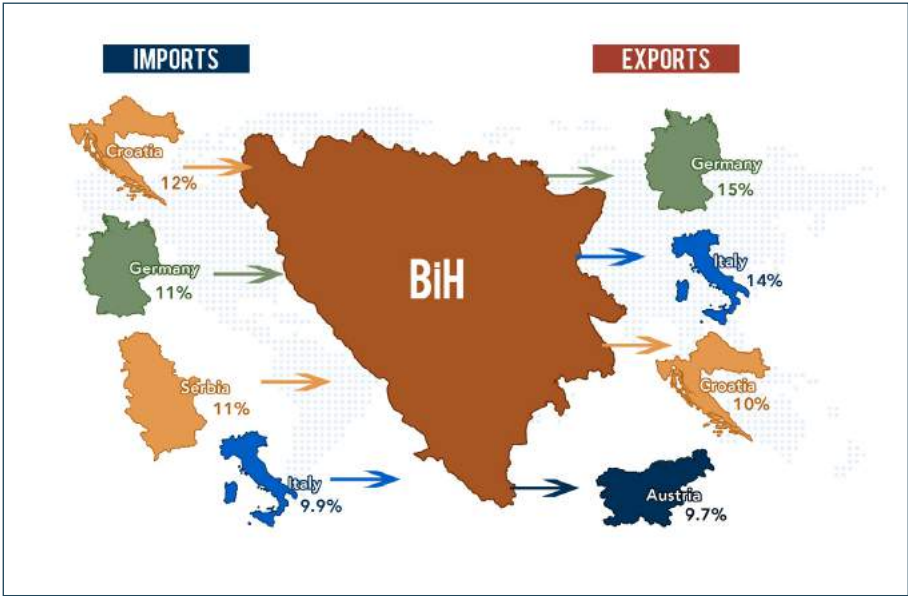 IMPORTS
EXPORTS
Croatia
12%
Germany
11%
Serbia
11%
Italy
9.9%
BiH
Germany
15%
Italy
14%
Croatia
10%
Austria
9.7%